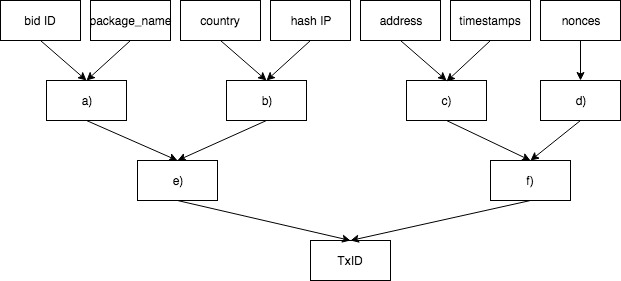 bid ID
package_name
country
hash IP
address
timestamps
nonces
a)
b)
c)
d)
e)
f)
TxID